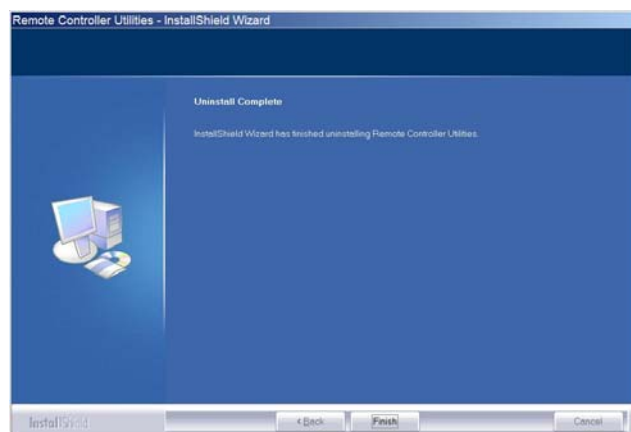 Remote Controller Utilities - InstallShield Wizard
Uninstall Complete
InstallShield Wizard has finished uninstalling Remote Controller Utilities.
InstallShield
< Back
Finish
Cancel